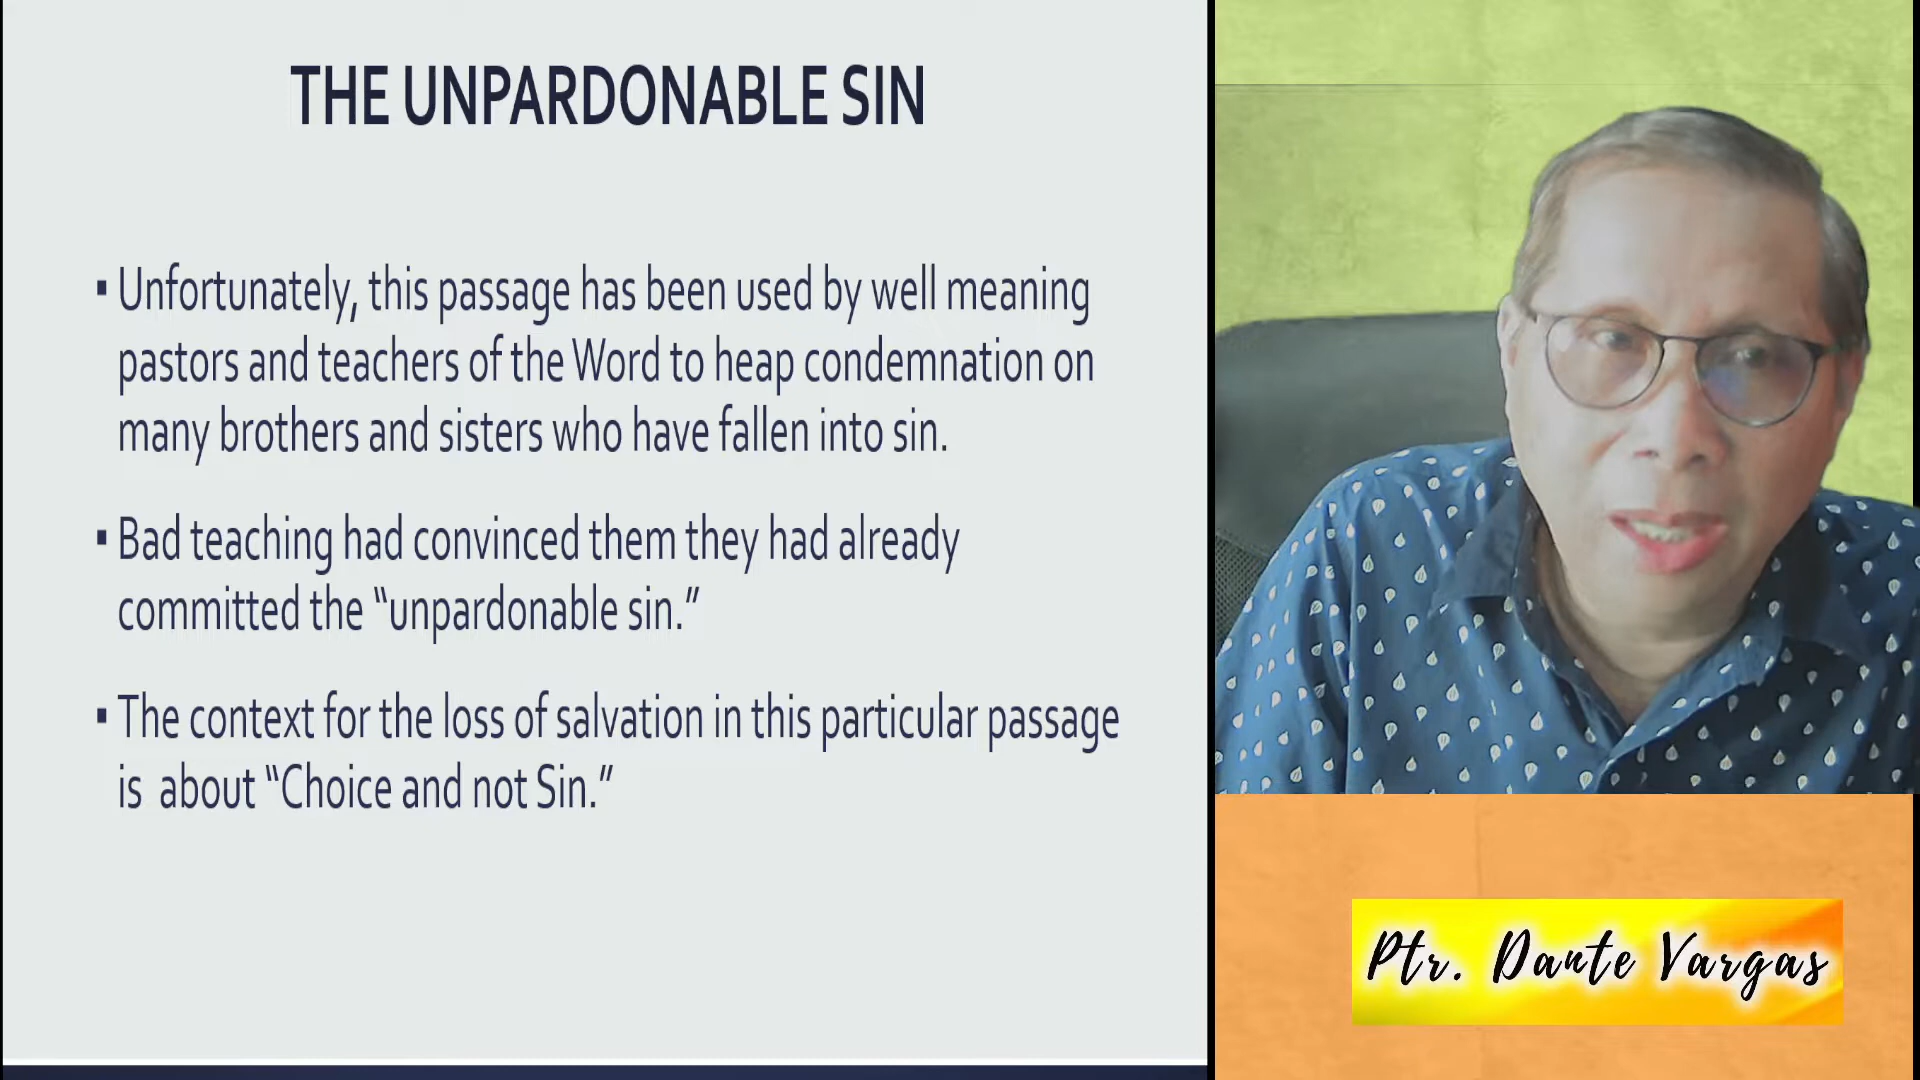 THE UNPARDONABLE SIN
▪ Unfortunately, this passage has been used by well meaning
pastors and teachers of the Word to heap condemnation on
many brothers and sisters who have fallen into sin.
▪ Bad teaching had convinced them they had already
committed the “unpardonable sin.”
▪ The context for the loss of salvation in this particular passage
is about “Choice and not Sin.”
Ptr. Dante Vargas